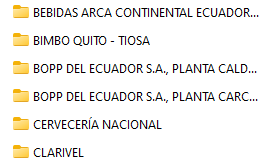 BEBIDAS ARCA CONTINENTAL ECUADOR...
BIMBO QUITO - TIOSA
BOPP DEL ECUADOR S.A., PLANTA CALD...
BOPP DEL ECUADOR S.A., PLANTA CARC...
CERVECERÍA NACIONAL
CLARIVEL